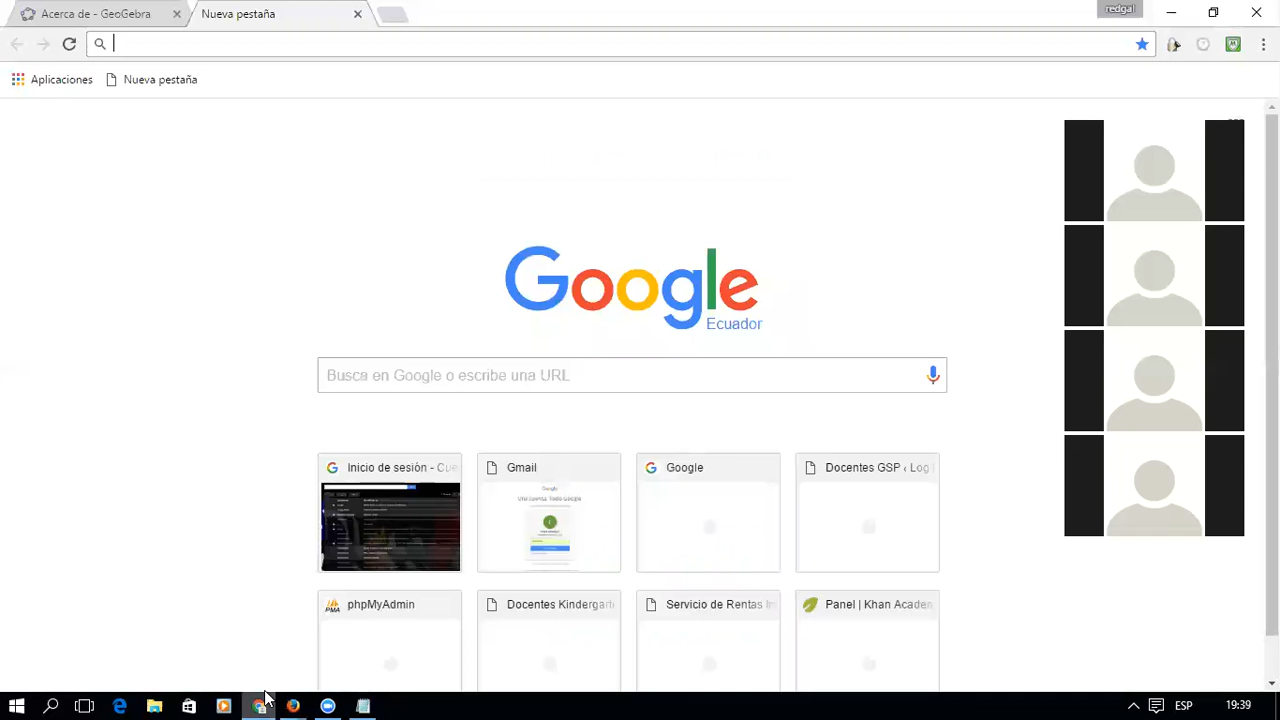 Acerca de - GeoGebra
Nueva pestaña
redgal
Aplicaciones
Nueva pestaña
Google
Ecuador
Busca en Google o escribe una URL
Inicio de sesión - Cue
Gmail
Google
Docentes GSP ‹ Log
phpMyAdmin
Docentes Kindergart
Servicio de Rentas In
Panel | Khan Academ
ESP
19:39